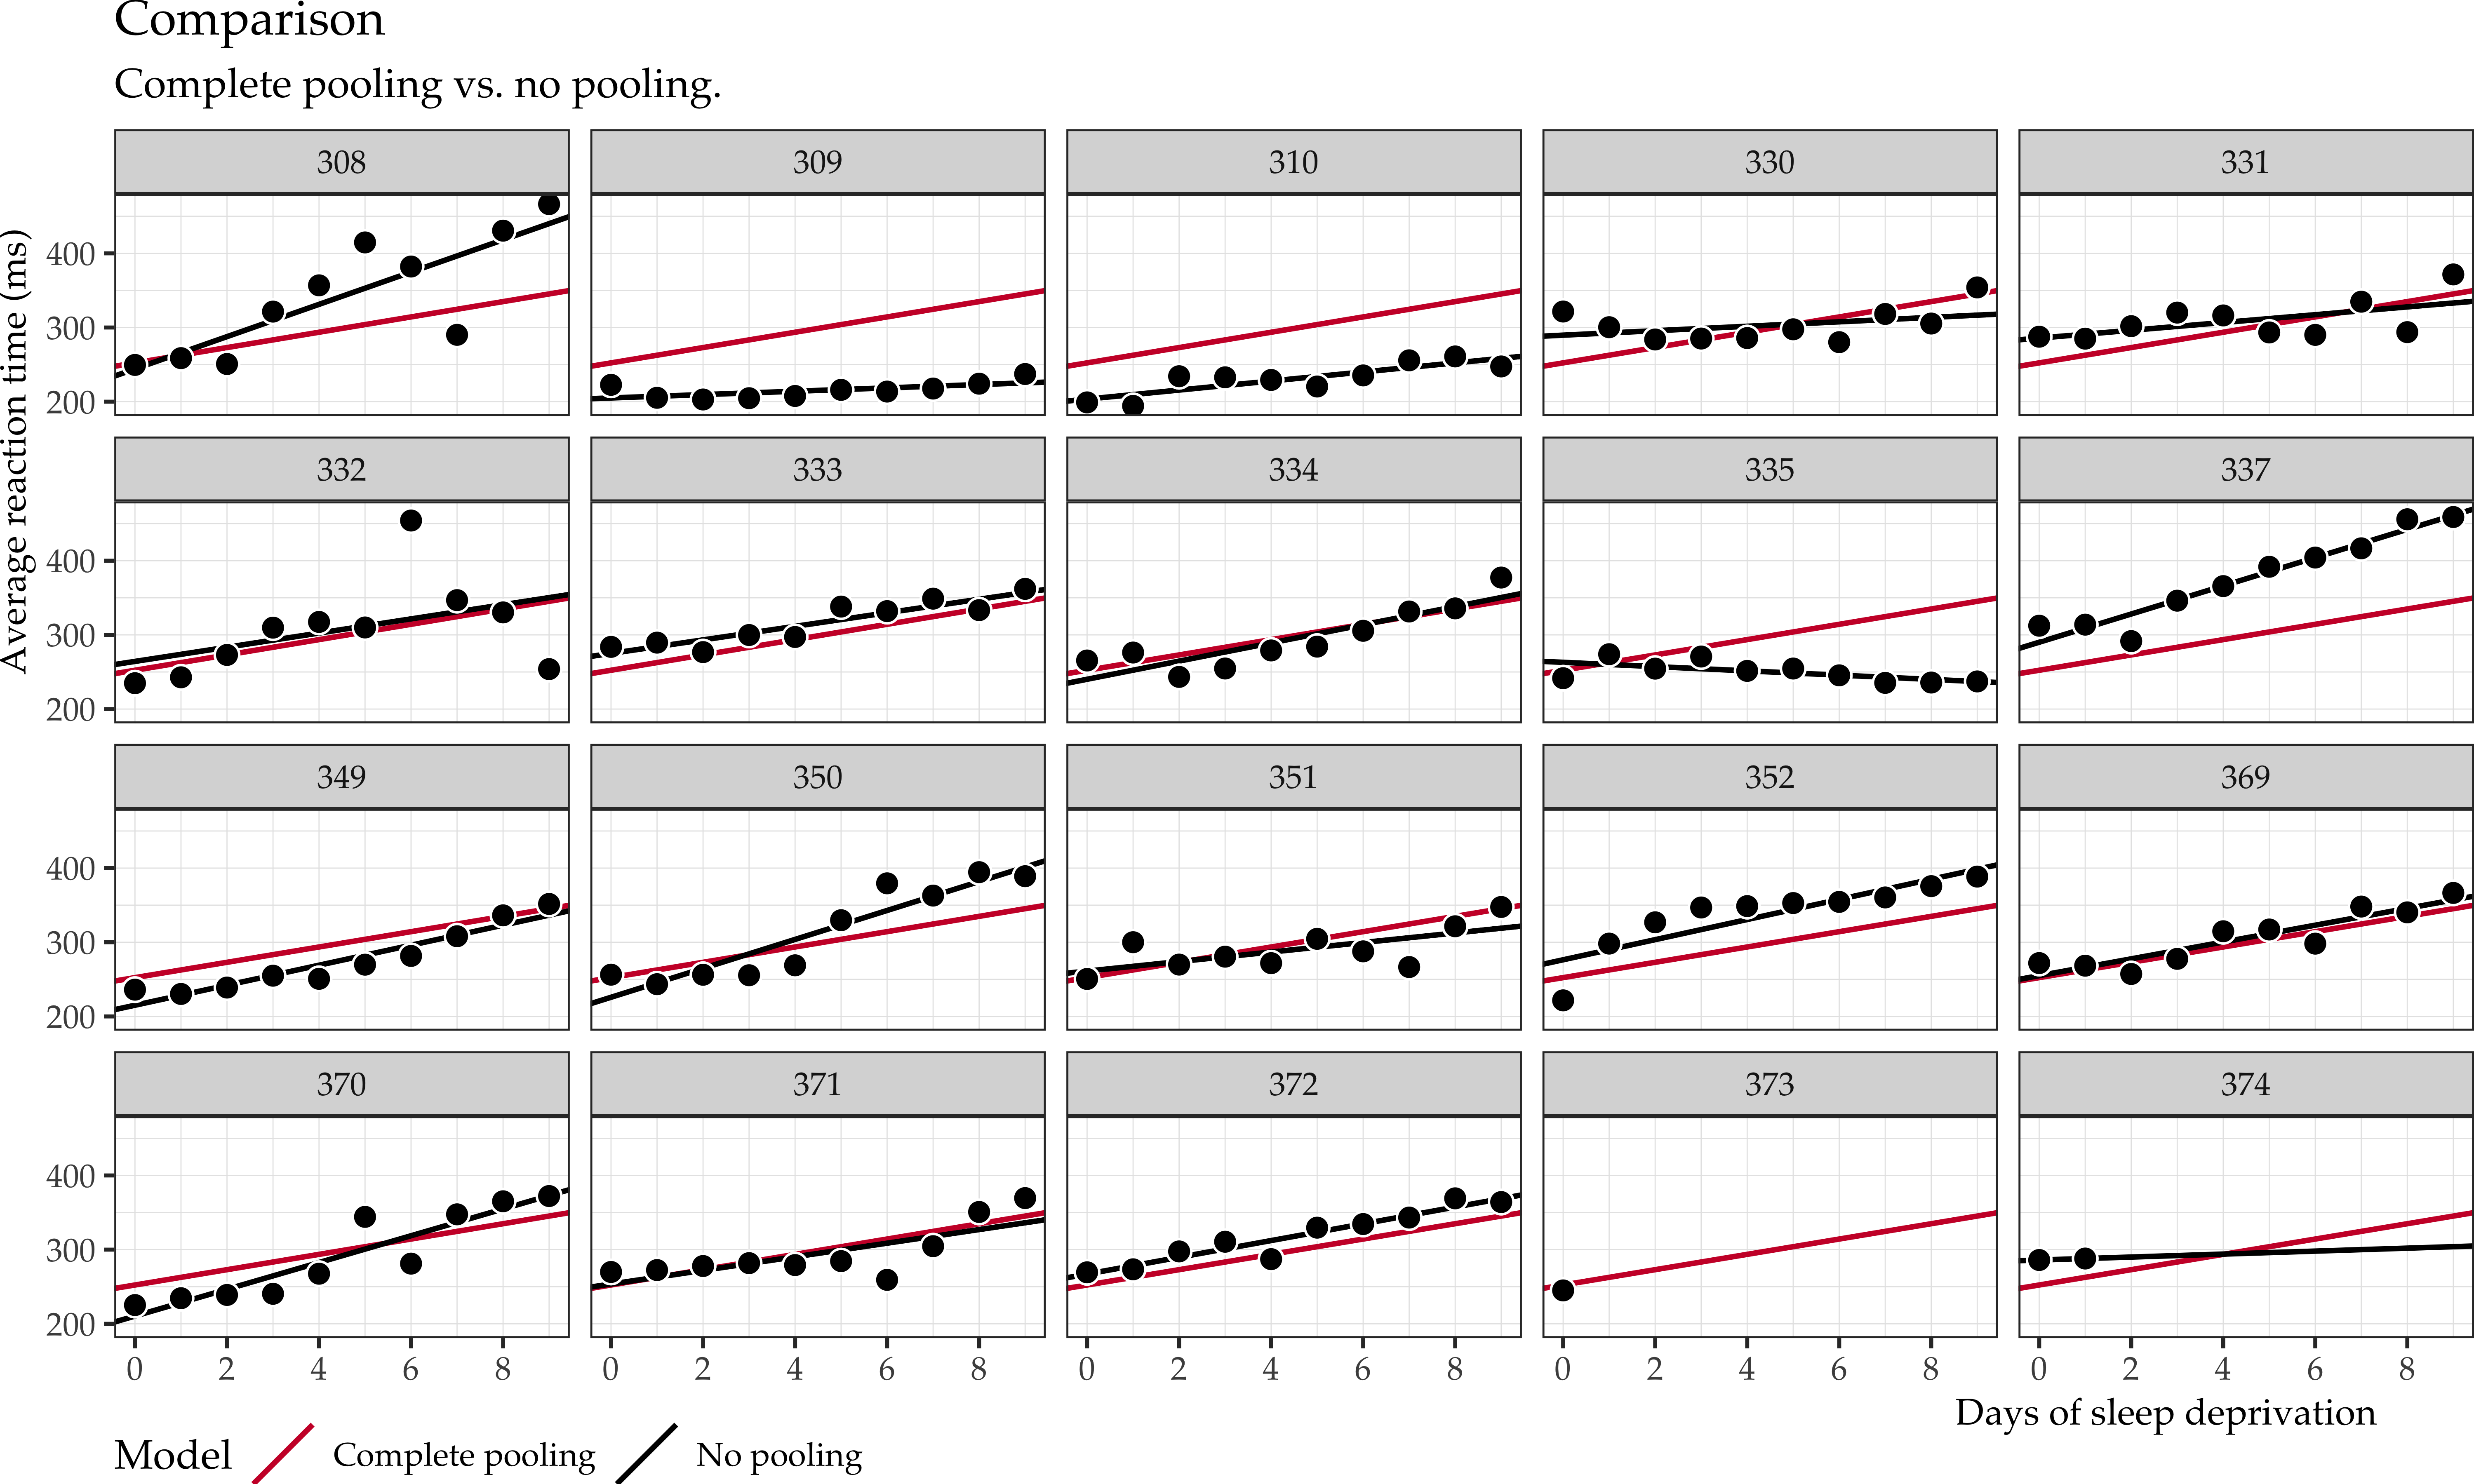 Comparison
Complete pooling vs. no pooling.
Average reaction time (ms)
308 309 310 330 331
400
300
200
332 333 334 335 337
400
300
200
349 350 351 352 369
400
300
200
370 371 372 373 374
400
300
200
0 2 4 6 8 0 2 4 6 8 0 2 4 6 8 0 2 4 6 8 0 2 4 6 8
Days of sleep deprivation
Model Complete pooling No pooling